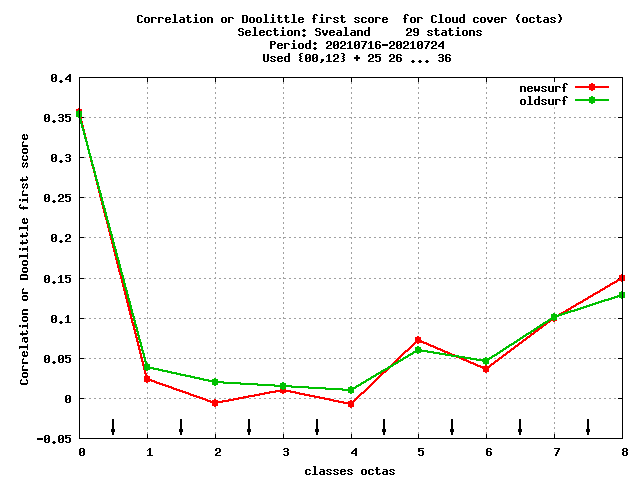 Correlation or Doolittle first score  for Cloud cover (octas)
Selection: Svealand     29 stations
Period: 20210716-20210724
Used {00,12} + 25 26 ... 36
newsurf
oldsurf
Correlation or Doolittle first score
0.4
0.35
0.3
0.25
0.2
0.15
0.1
0.05
0
-0.05
0 1 2 3 4 5 6 7 8
classes octas